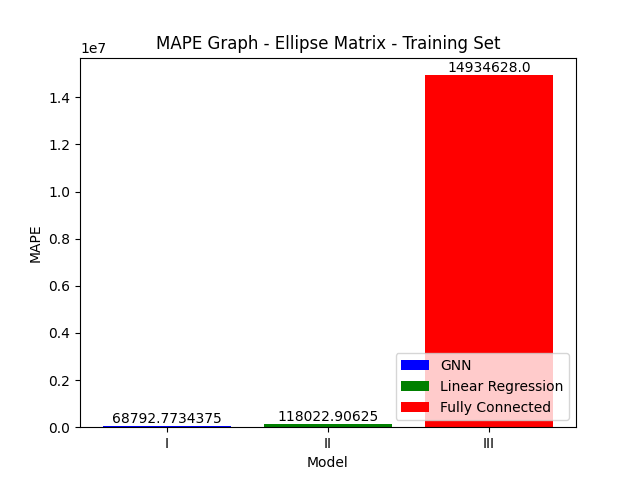 MAPE Graph - Ellipse Matrix - Training Set
1e7
14934628.0
1.4
1.2
1.0
0.8
0.6
0.4
0.2
0.0
MAPE
68792.7734375
118022.90625
GNN
Linear Regression
Fully Connected
I
II
III
Model